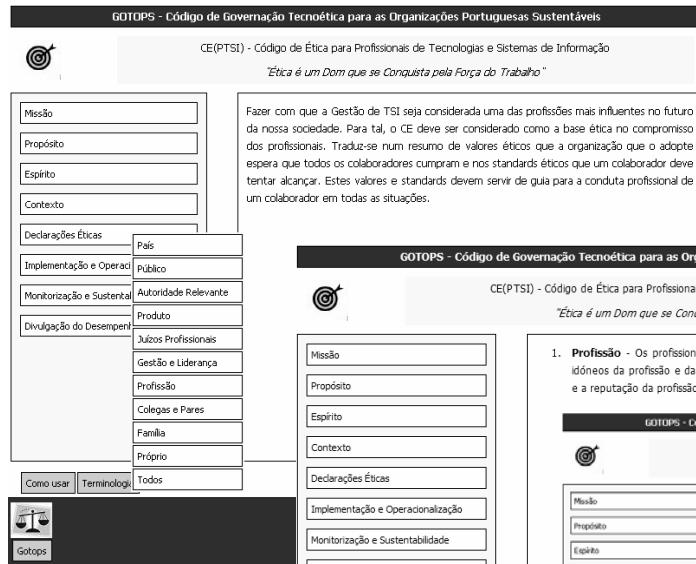 GOTOPS - Código de Governação Tecnoética para as Organizações Portuguesas Sustentáveis
CE(PTSI) - Código de Ética para Profissionais de Tecnologias e Sistemas de Informação
"Ética é um Dom que se Conquista pela Força do Trabalho"
Missão
Propósito
Espírito
Contexto
Declarações Éticas
Implementação e Operaci
Monitorização e Sustental
Divulgação do Desempenh
Fazer com que a Gestão de TSI seja considerada uma das profissões mais influentes no futuro
da nossa sociedade. Para tal, o CE deve ser considerado como a base ética no compromisso
dos profissionais. Traduz-se num resumo de valores éticos que a organização que o adopte
espera que todos os colaboradores cumpram e nos standards éticos que um colaborador deve
tentar alcançar. Estes valores e standards devem servir de guia para a conduta profissional de
um colaborador em todas as situações.
País
Público
Autoridade Relevante
Produto
Juízos Profissionais
Gestão e Liderança
Profissão
Colegas e Pares
Família
Próprio
Todos
Como usar
Terminologia
Gotops
GOTOPS - Código de Governação Tecnoética para as Org
CE(PTSI) - Código de Ética para Profissiona
"Ética é um Dom que se Cond
Missão
Propósito
Espírito
Contexto
Declarações Éticas
Implementação e Operacionalização
Monitorização e Sustentabilidade
1. Profissão - Os profission
idóneos da profissão e da
e a reputação da profissão
GOTOPS - C
Missão
Propósito
Espírito